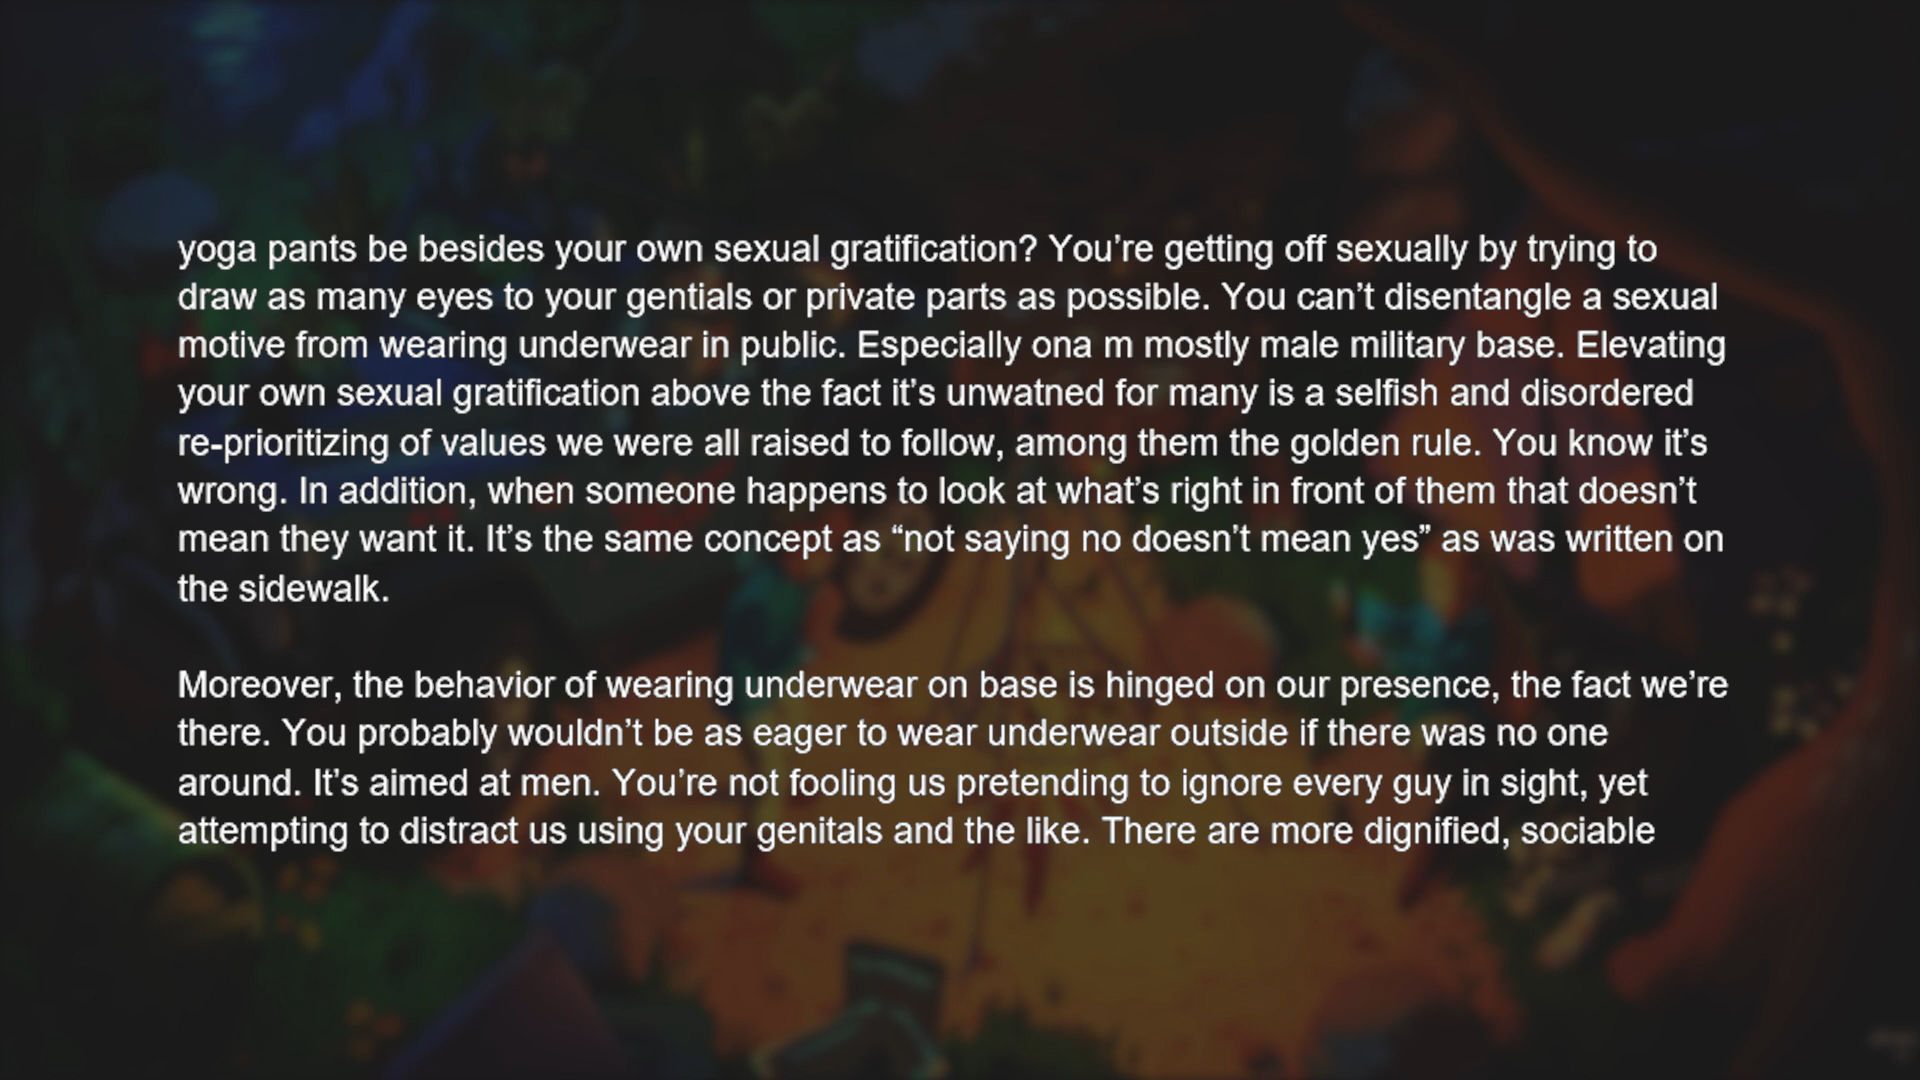 yoga pants be besides your own sexual gratification? You’re getting off sexually by trying to
draw as many eyes to your gentials or private parts as possible. You can’t disentangle a sexual
motive from wearing underwear in public. Especially ona m mostly male military base. Elevating
your own sexual gratification above the fact it’s unwatned for many is a selfish and disordered
re-prioritizing of values we were all raised to follow, among them the golden rule. You know it’s
wrong. In addition, when someone happens to look at what’s right in front of them that doesn’t
mean they want it. It’s the same concept as “not saying no doesn’t mean yes” as was written on
the sidewalk.
Moreover, the behavior of wearing underwear on base is hinged on our presence, the fact we’re
there. You probably wouldn’t be as eager to wear underwear outside if there was no one
around. It’s aimed at men. You’re not fooling us pretending to ignore every guy in sight, yet
attempting to distract us using your genitals and the like. There are more dignified, sociable